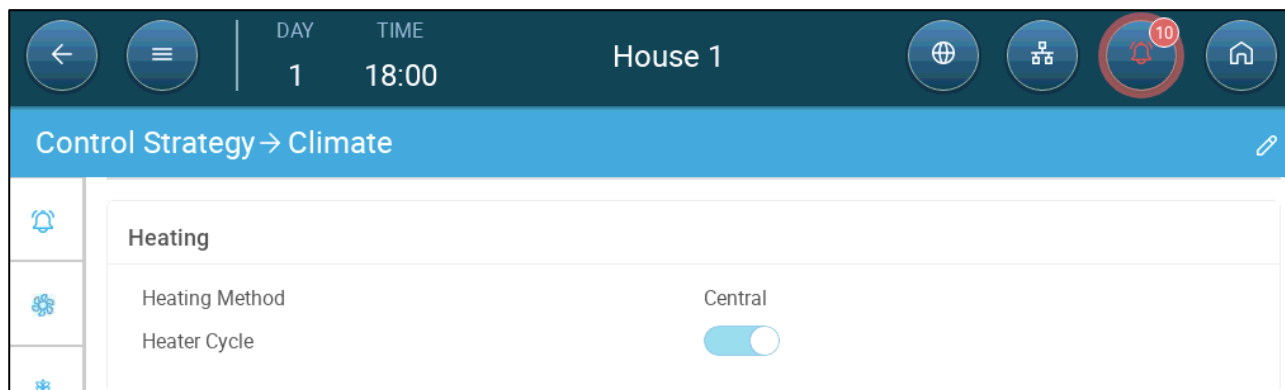 DAY TIME
1 18:00
House 1
10
Control Strategy → Climate
Heating
Heating Method Central
Heater Cycle